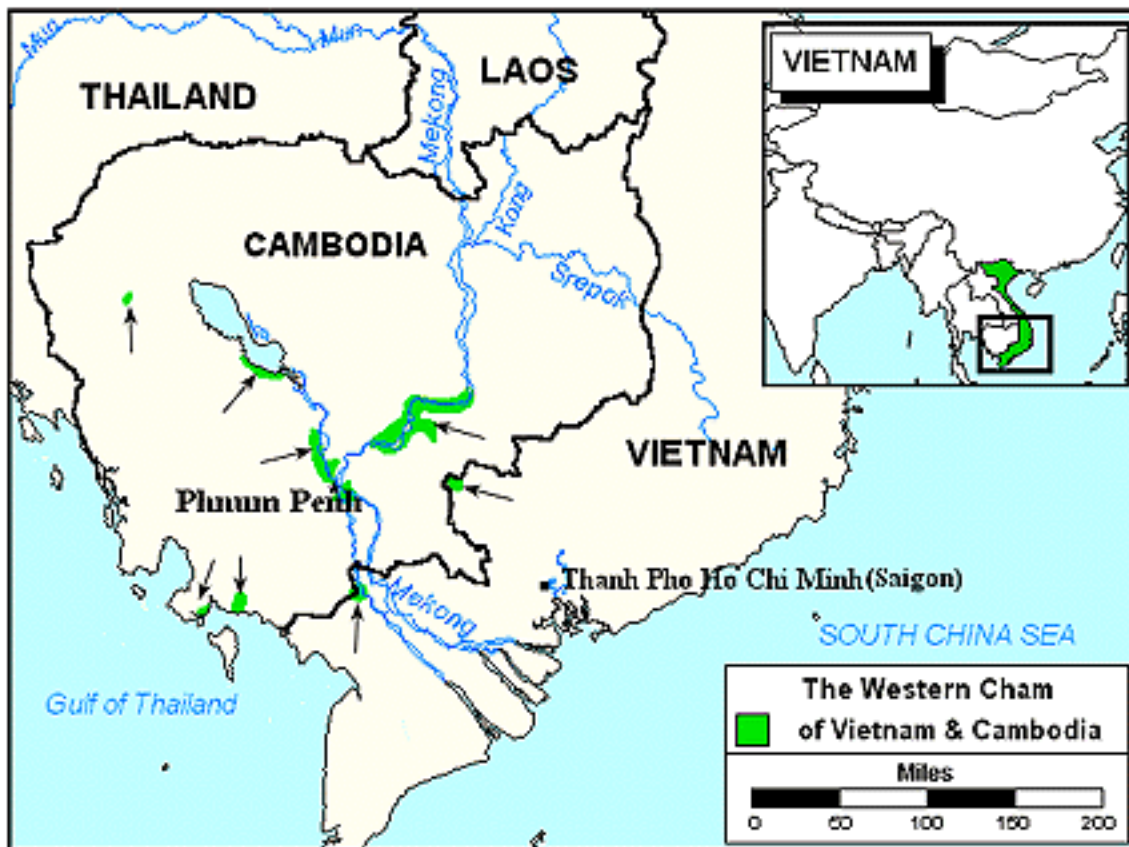 Mun
Mun
THAILAND
LAOS
VIETNAM
Mekong
Kong
CAMBODIA
Srepok
VIETNAM
Phnum Penh
Thanh Pho Ho Chi Minh (Saigon)
Mekong
SOUTH CHINA SEA
Gulf of Thailand
The Western Cham
of Vietnam & Cambodia
Miles
0 50 100 150 200